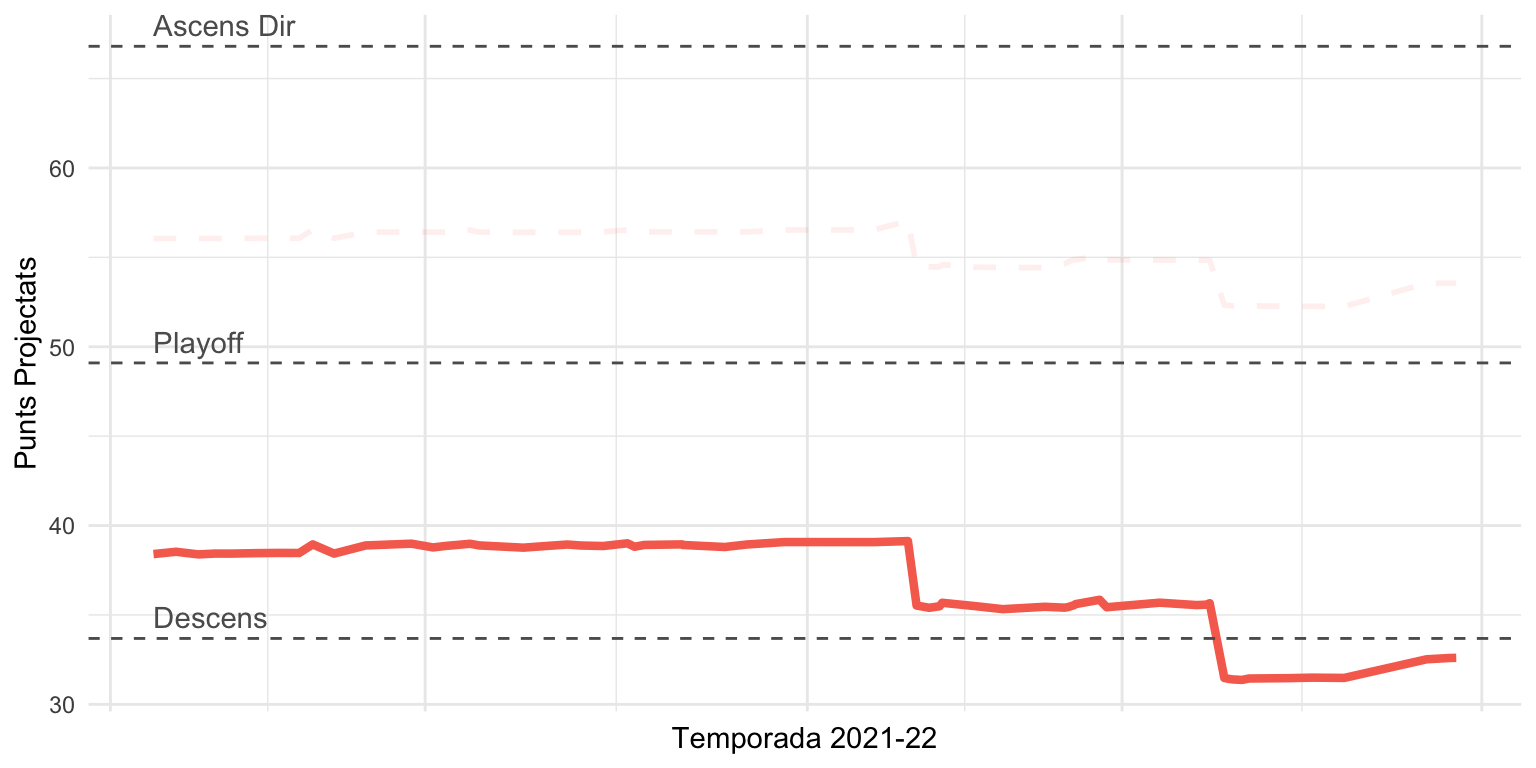 Ascens Dir
60
Playoff
50
Punts Projectats
40
Descens
30
Temporada 2021-22